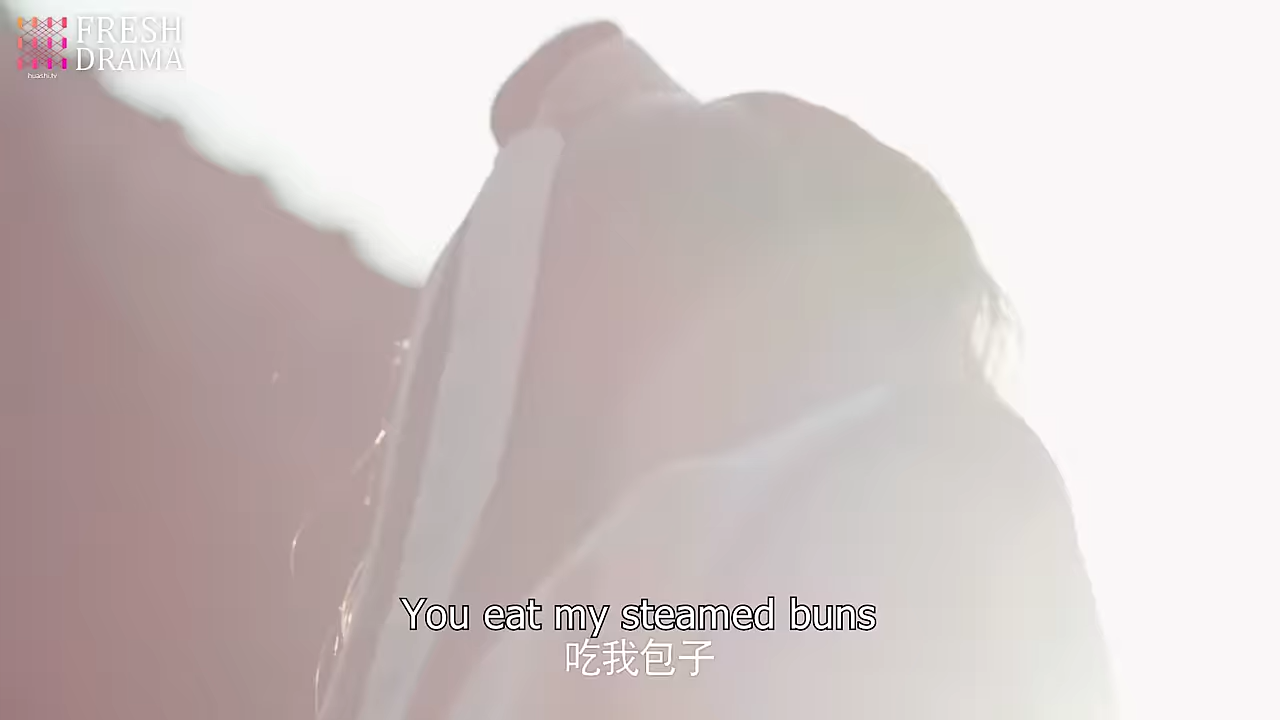 FRESH
DRAMA
huashi.tv
You eat my steamed buns
吃我包子